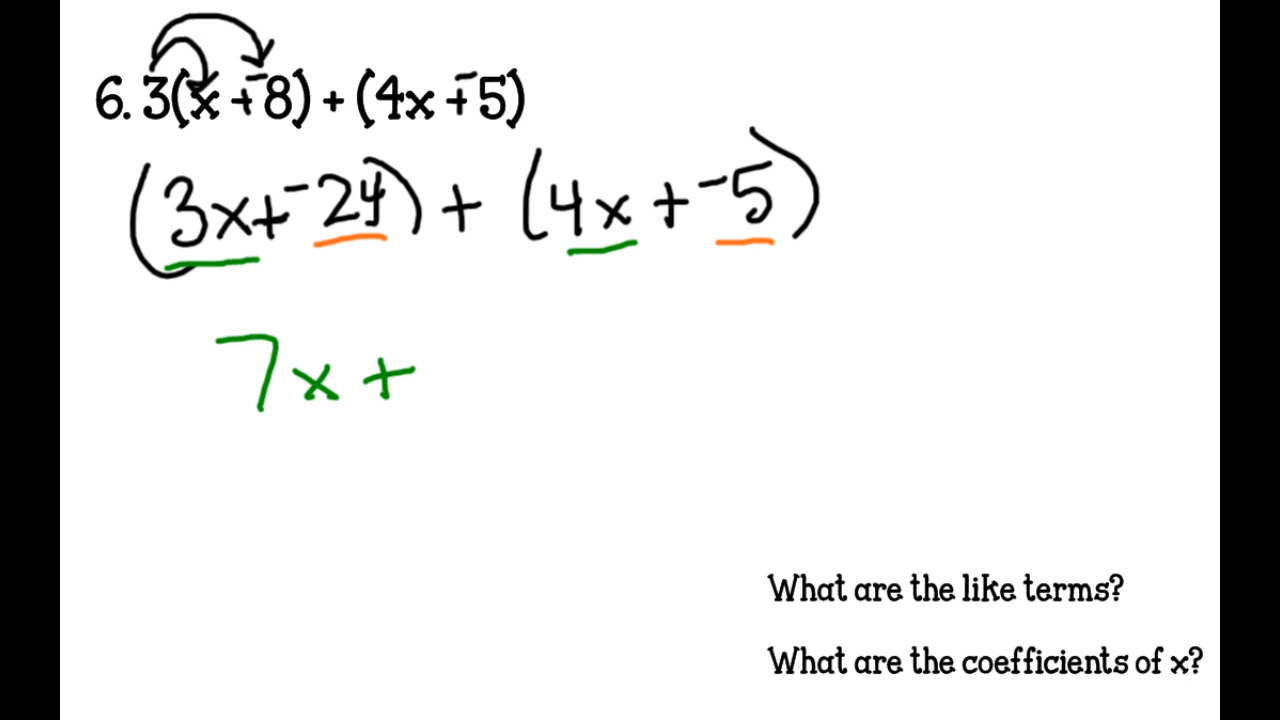 6. 3(x + ⁻8) + (4x + ⁻5)
(3x + ⁻24) + (4x + ⁻5)
7x +
What are the like terms?
What are the coefficients of x?